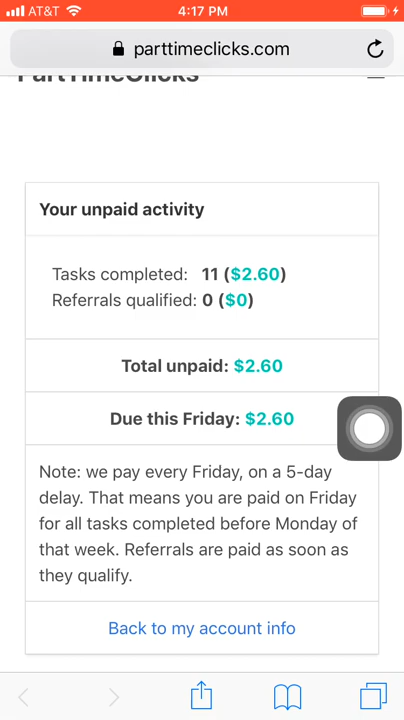 AT&T 4:17 PM
parttimeclicks.com
PartTimeClicks
Your unpaid activity
Tasks completed: 11 ($2.60)
Referrals qualified: 0 ($0)
Total unpaid: $2.60
Due this Friday: $2.60
Note: we pay every Friday, on a 5-day
delay. That means you are paid on Friday
for all tasks completed before Monday of
that week. Referrals are paid as soon as
they qualify.
Back to my account info